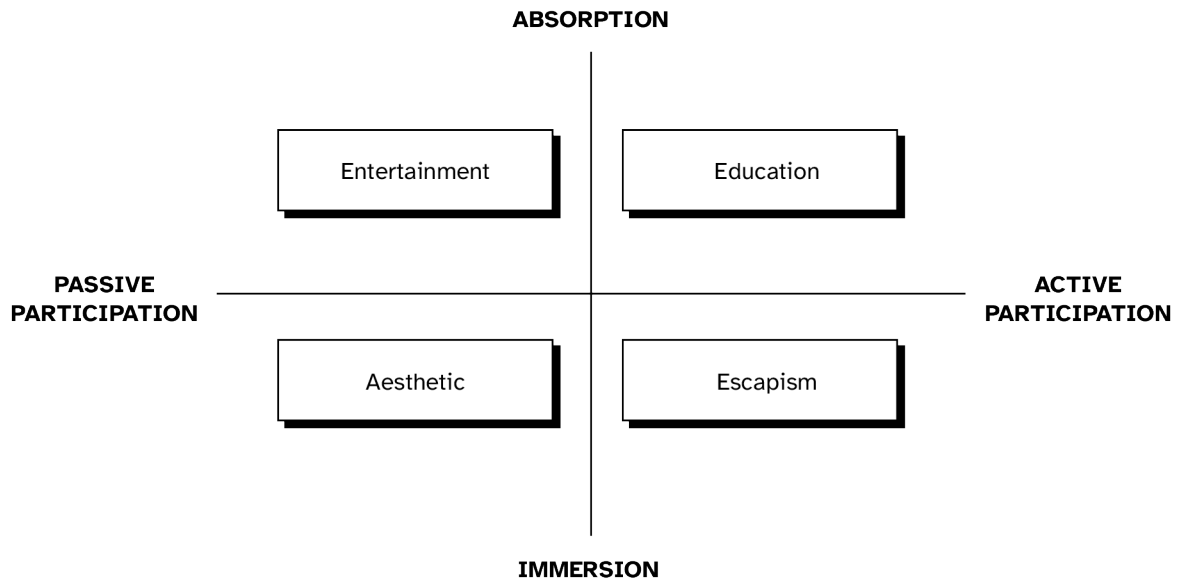 ABSORPTION
Entertainment
Education
PASSIVE
PARTICIPATION
ACTIVE
PARTICIPATION
Aesthetic
Escapism
IMMERSION